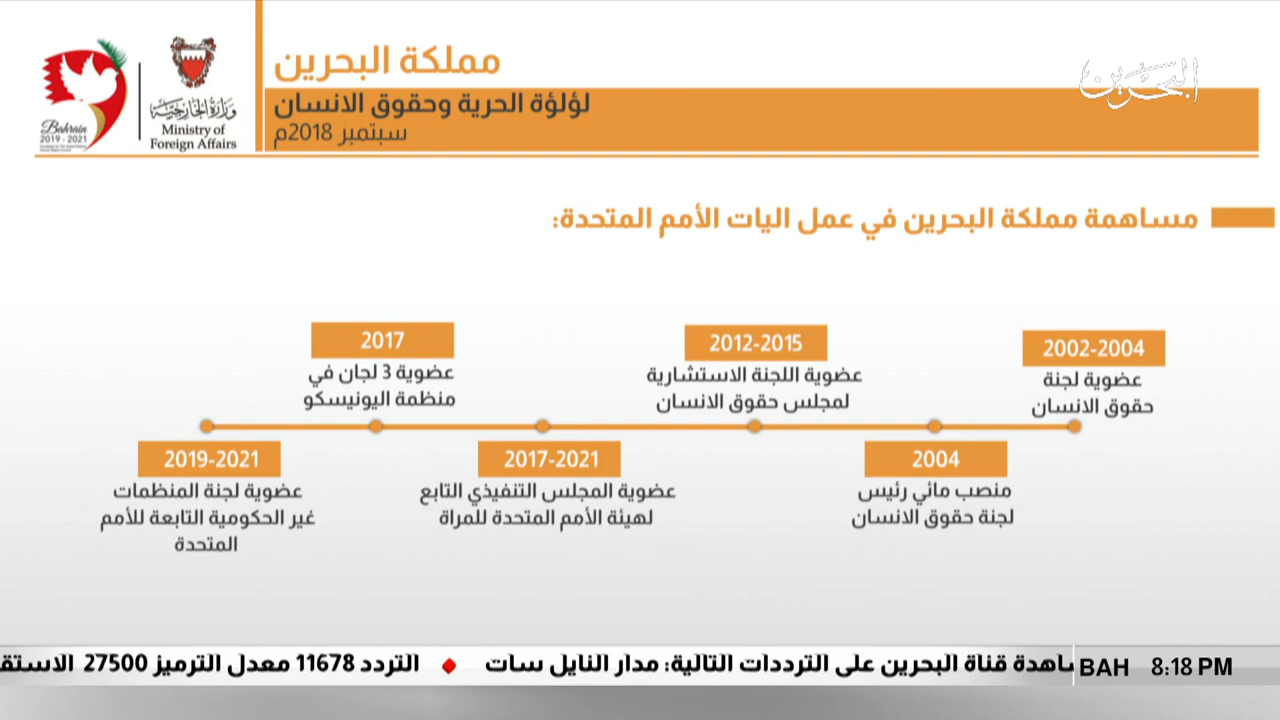 مملكة البحرين
لؤلؤة الحرية وحقوق الانسان
سبتمبر 2018م
البحرين
وزارة الخارجية
Ministry of
Foreign Affairs
Bahrain
2019 - 2021
مساهمة مملكة البحرين في عمل اليات الأمم المتحدة:
2002-2004
عضوية لجنة
حقوق الانسان
2004
منصب مائي رئيس
لجنة حقوق الانسان
2012-2015
عضوية اللجنة الاستشارية
لمجلس حقوق الانسان
2017-2021
عضوية المجلس التنفيذي التابع
لهيئة الأمم المتحدة للمراة
2017
عضوية 3 لجان في
منظمة اليونيسكو
2019-2021
عضوية لجنة المنظمات
غير الحكومية التابعة للأمم
المتحدة
ـاهدة قناة البحرين على الترددات التالية: مدار النايل سات ♦ التردد 11678 معدل الترميز 27500 الاستق
BAH 8:18 PM